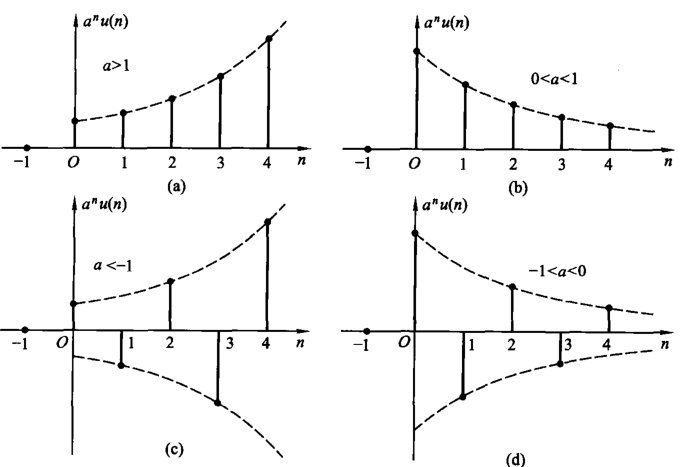 aⁿu(n)
a>1
−1 O 1 2 3 4 n
(a)
aⁿu(n)
0<a<1
−1 O 1 2 3 4 n
(b)
aⁿu(n)
a<−1
−1 O 1 2 3 4 n
(c)
aⁿu(n)
−1<a<0
−1 O 1 2 3 4 n
(d)